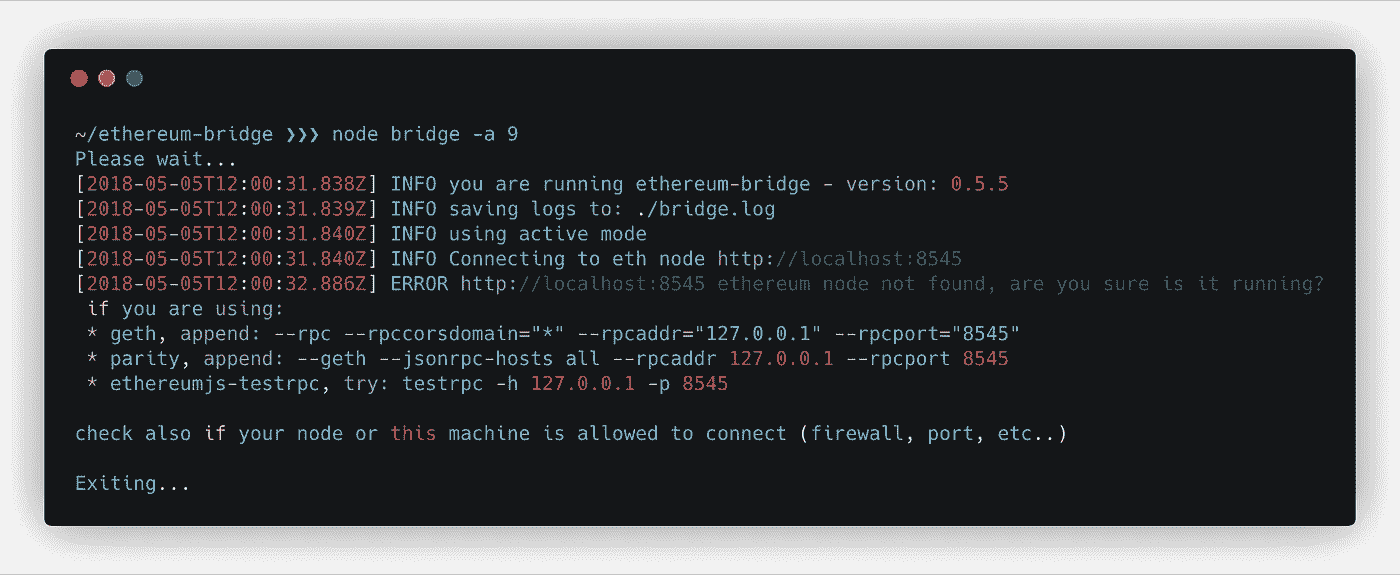 ~/ethereum-bridge ❯❯❯ node bridge -a 9
Please wait...
[2018-05-05T12:00:31.838Z] INFO you are running ethereum-bridge - version: 0.5.5
[2018-05-05T12:00:31.839Z] INFO saving logs to: ./bridge.log
[2018-05-05T12:00:31.840Z] INFO using active mode
[2018-05-05T12:00:31.840Z] INFO Connecting to eth node http://localhost:8545
[2018-05-05T12:00:32.886Z] ERROR http://localhost:8545 ethereum node not found, are you sure is it running?
 if you are using:
 * geth, append: --rpc --rpccorsdomain="*" --rpcaddr="127.0.0.1" --rpcport="8545"
 * parity, append: --geth --jsonrpc-hosts all --rpcaddr 127.0.0.1 --rpcport 8545
 * ethereumjs-testrpc, try: testrpc -h 127.0.0.1 -p 8545
check also if your node or this machine is allowed to connect (firewall, port, etc..)
Exiting...